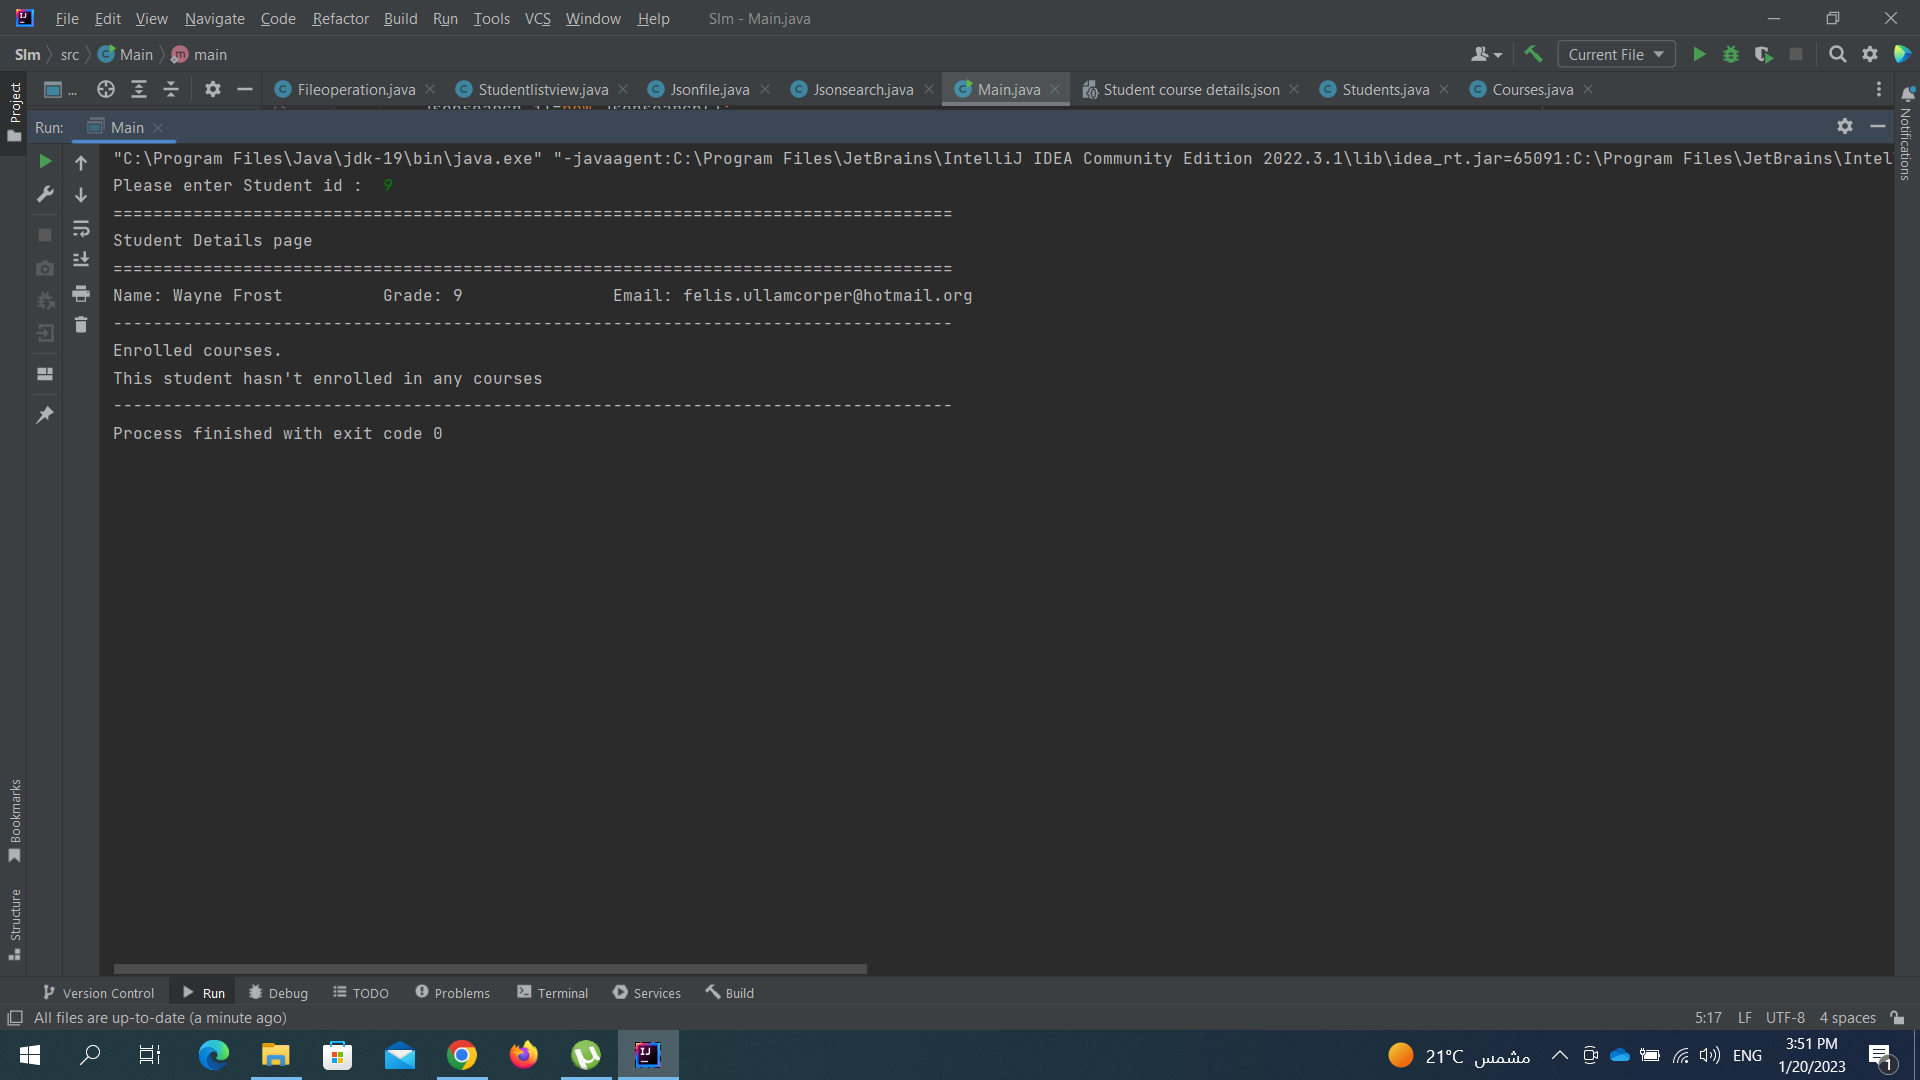 File Edit View Navigate Code Refactor Build Run Tools VCS Window Help Slm - Main.java
Slm src Main main Current File
Project
... Fileoperation.java Studentlistview.java Jsonfile.java Jsonsearch.java Main.java Student course details.json Students.java Courses.java
Notifications
Run: Main
"C:\Program Files\Java\jdk-19\bin\java.exe" "-javaagent:C:\Program Files\JetBrains\IntelliJ IDEA Community Edition 2022.3.1\lib\idea_rt.jar=65091:C:\Program Files\JetBrains\Intel
Please enter Student id : 9
====================================================================================
Student Details page
====================================================================================
Name: Wayne Frost Grade: 9 Email: felis.ullamcorper@hotmail.org
------------------------------------------------------------------------------------
Enrolled courses.
This student hasn't enrolled in any courses
------------------------------------------------------------------------------------
Process finished with exit code 0
Bookmarks
Structure
Version Control Run Debug TODO Problems Terminal Services Build
All files are up-to-date (a minute ago) 5:17 LF UTF-8 4 spaces
21°C مشمس ENG 3:51 PM
1/20/2023 1